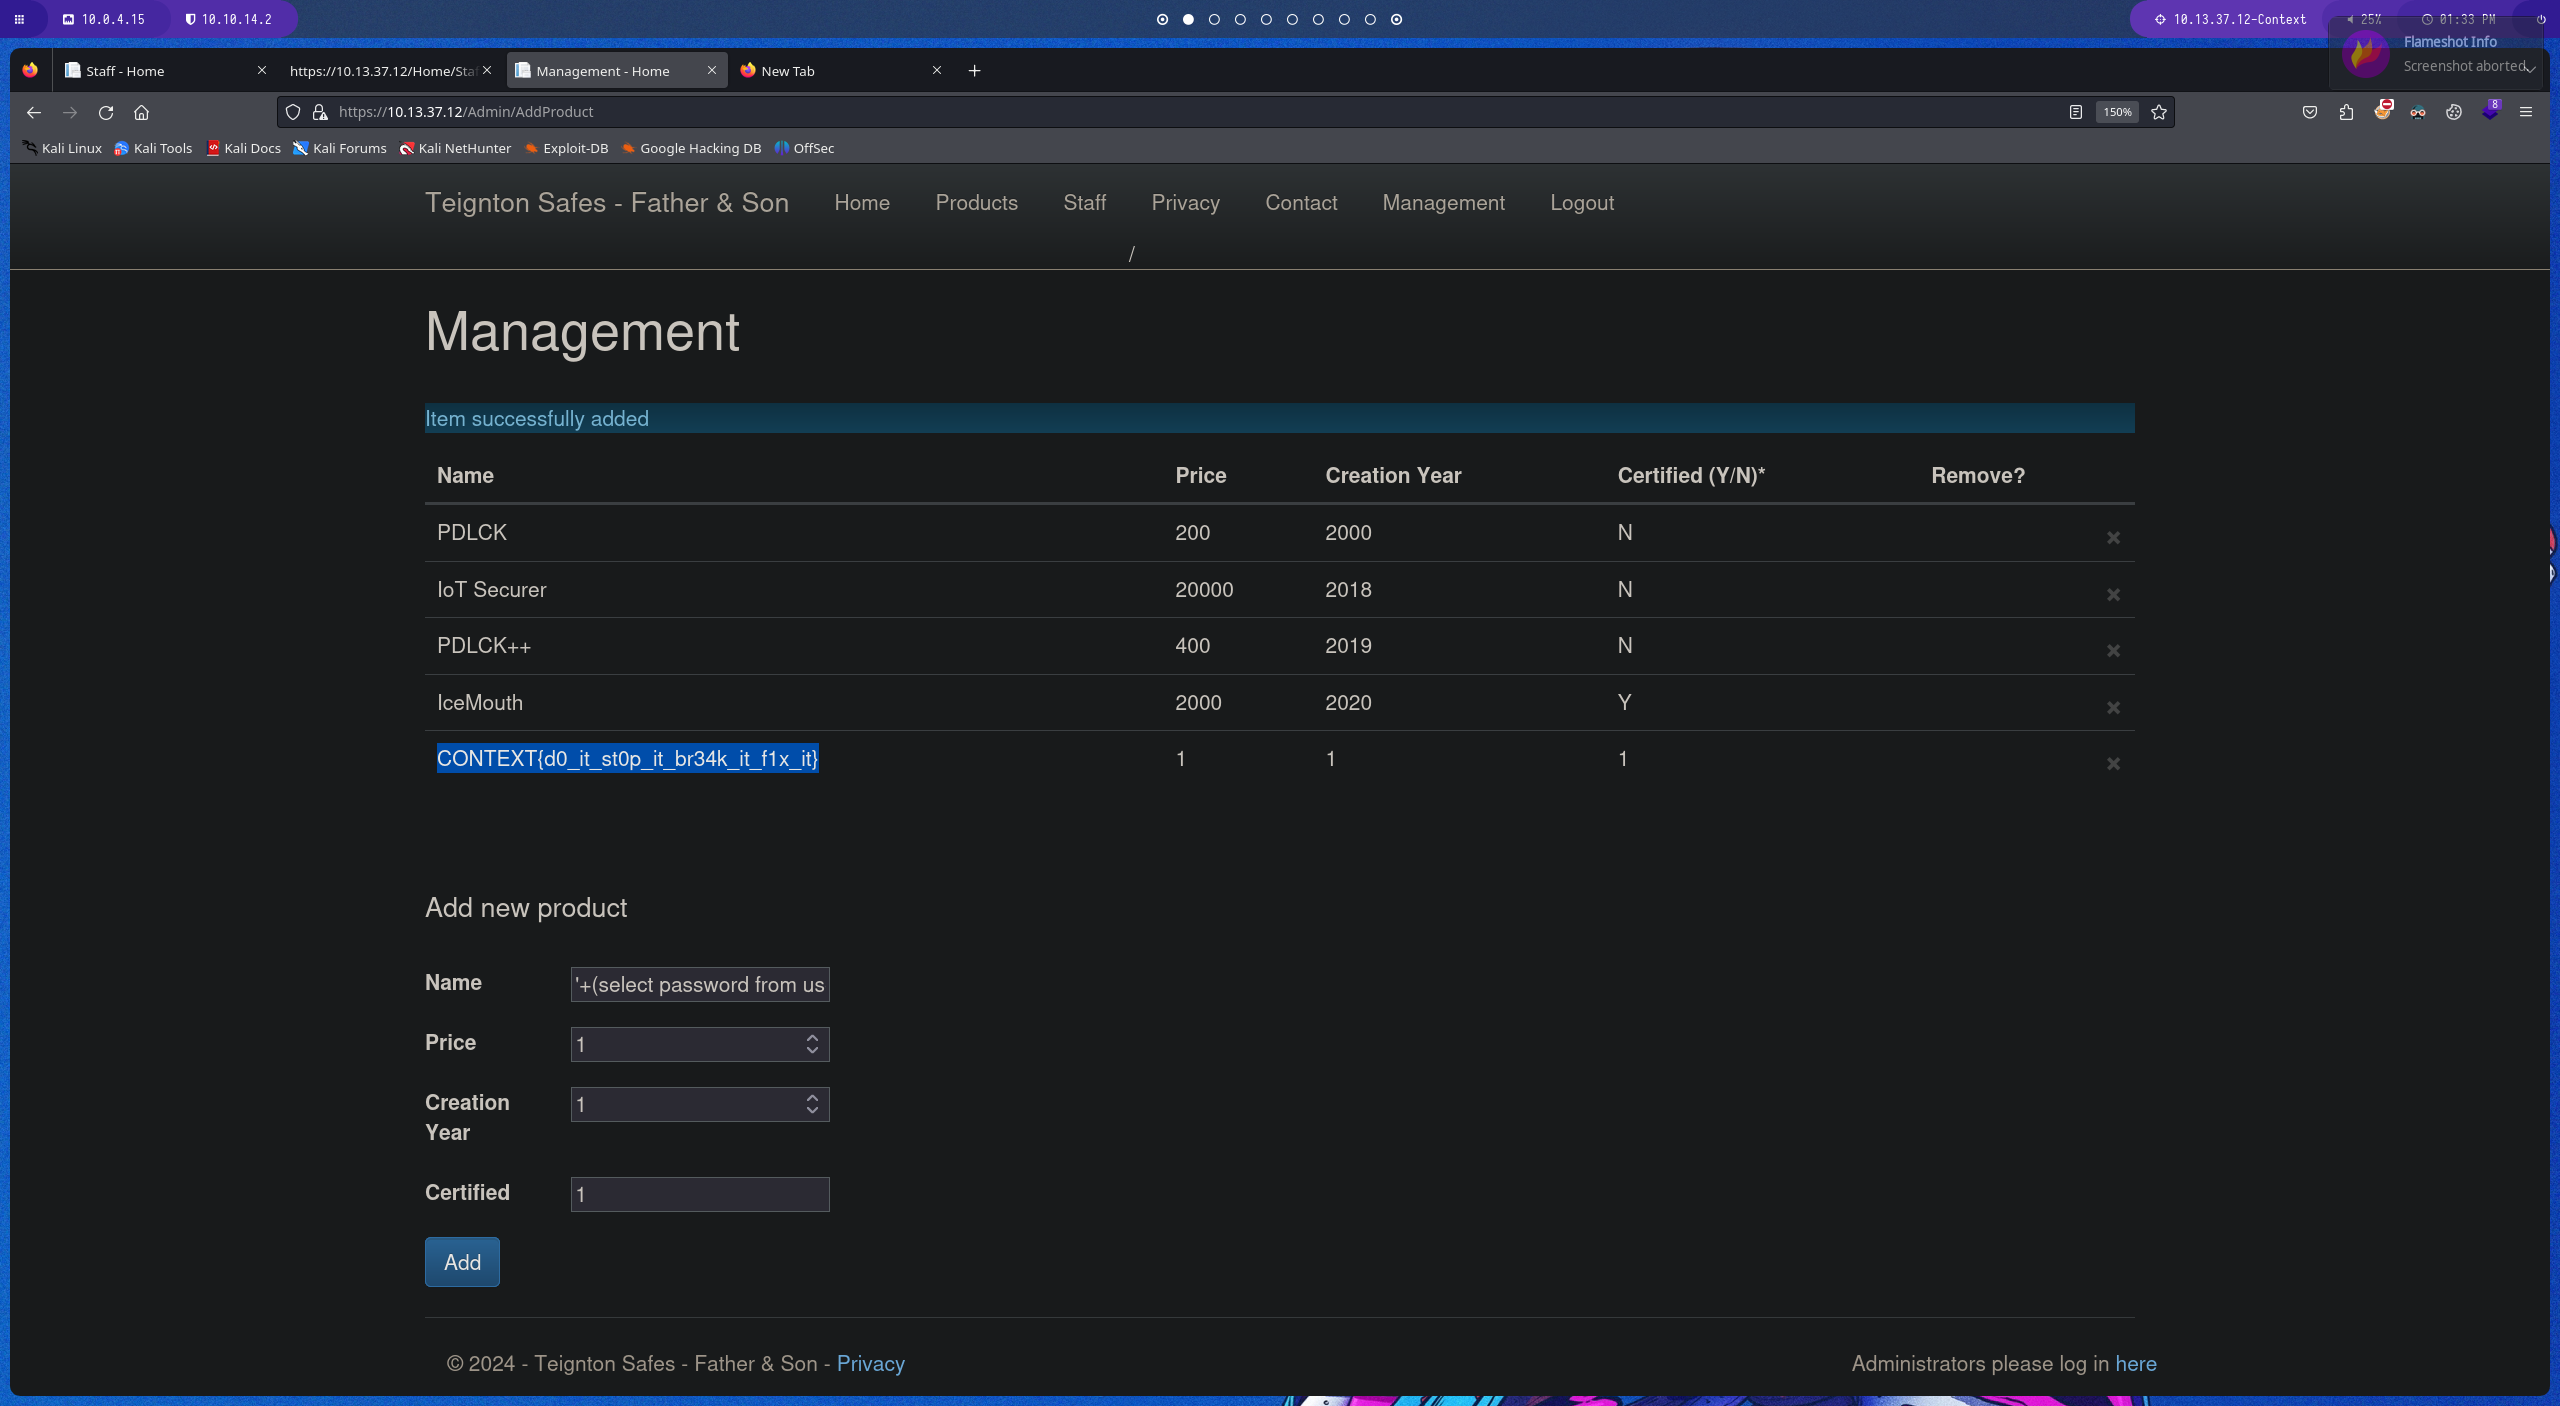 10.0.4.15 10.10.14.2 10.13.37.12-Context 25% 01:33 PM
Flameshot Info
Screenshot aborted
Staff - Home https://10.13.37.12/Home/Staf Management - Home New Tab
https://10.13.37.12/Admin/AddProduct 150% 8
Kali Linux Kali Tools Kali Docs Kali Forums Kali NetHunter Exploit-DB Google Hacking DB OffSec
Teignton Safes - Father & Son Home Products Staff Privacy Contact Management Logout
/
Management
Item successfully added
Name Price Creation Year Certified (Y/N)* Remove?
PDLCK 200 2000 N
IoT Securer 20000 2018 N
PDLCK++ 400 2019 N
IceMouth 2000 2020 Y
CONTEXT{d0_it_st0p_it_br34k_it_f1x_it} 1 1 1
Add new product
Name '+(select password from us
Price 1
Creation Year 1
Certified 1
Add
© 2024 - Teignton Safes - Father & Son - Privacy Administrators please log in here